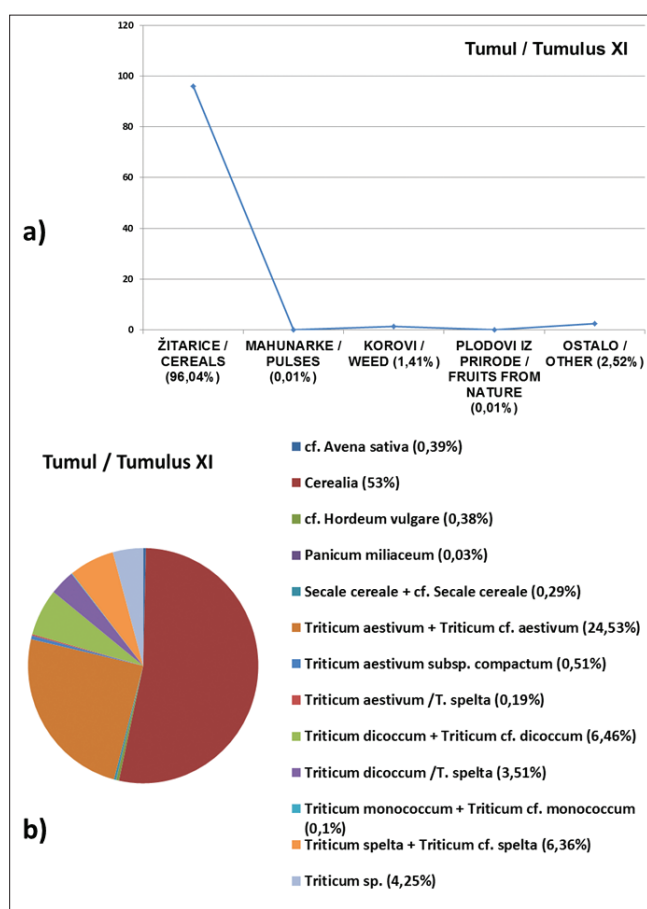 Tumul / Tumulus XI
120
100
80
60
40
20
0
a)
ŽITARICE /
CEREALS
(96,04%)
MAHUNARKE /
PULSES
(0,01%)
KOROVI /
WEED (1,41%)
PLODOVI IZ
PRIRODE /
FRUITS FROM
NATURE
(0,01%)
OSTALO /
OTHER (2,52%)
Tumul / Tumulus XI
cf. Avena sativa (0,39%)
Cerealia (53%)
cf. Hordeum vulgare (0,38%)
Panicum miliaceum (0,03%)
Secale cereale + cf. Secale cereale (0,29%)
Triticum aestivum + Triticum cf. aestivum (24,53%)
Triticum aestivum subsp. compactum (0,51%)
Triticum aestivum /T. spelta (0,19%)
Triticum dicoccum + Triticum cf. dicoccum (6,46%)
Triticum dicoccum /T. spelta (3,51%)
Triticum monococcum + Triticum cf. monococcum
(0,1%)
Triticum spelta + Triticum cf. spelta (6,36%)
Triticum sp. (4,25%)
b)